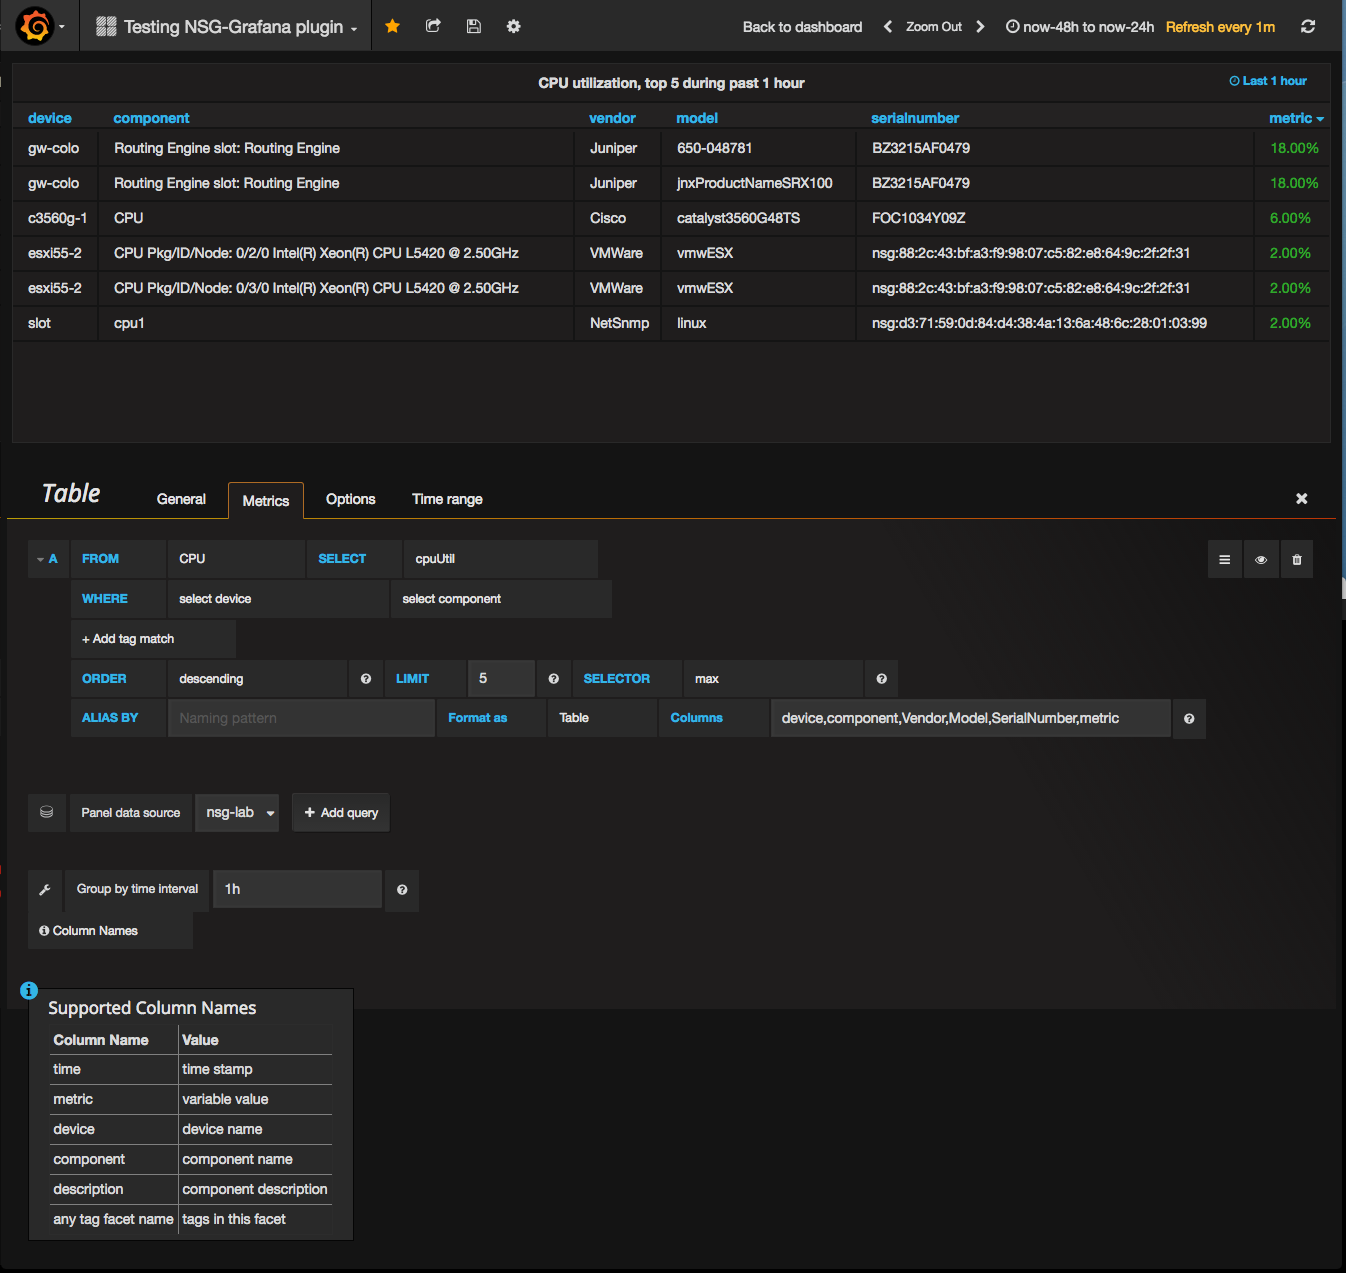 Testing NSG-Grafana plugin Back to dashboard Zoom Out now-48h to now-24h Refresh every 1m
CPU utilization, top 5 during past 1 hour Last 1 hour
device component vendor model serialnumber metric
gw-colo Routing Engine slot: Routing Engine Juniper 650-048781 BZ3215AF0479 18.00%
gw-colo Routing Engine slot: Routing Engine Juniper jnxProductNameSRX100 BZ3215AF0479 18.00%
c3560g-1 CPU Cisco catalyst3560G48TS FOC1034Y09Z 6.00%
esxi55-2 CPU Pkg/ID/Node: 0/2/0 Intel(R) Xeon(R) CPU L5420 @ 2.50GHz VMWare vmwESX nsg:88:2c:43:bf:a3:f9:98:07:c5:82:e8:64:9c:2f:2f:31 2.00%
esxi55-2 CPU Pkg/ID/Node: 0/3/0 Intel(R) Xeon(R) CPU L5420 @ 2.50GHz VMWare vmwESX nsg:88:2c:43:bf:a3:f9:98:07:c5:82:e8:64:9c:2f:2f:31 2.00%
slot cpu1 NetSnmp linux nsg:d3:71:59:0d:84:d4:38:4a:13:6a:48:6c:28:01:03:99 2.00%
Table General Metrics Options Time range
A FROM CPU SELECT cpuUtil
WHERE select device select component
+ Add tag match
ORDER descending LIMIT 5 SELECTOR max
ALIAS BY Naming pattern Format as Table Columns device,component,Vendor,Model,SerialNumber,metric
Panel data source nsg-lab + Add query
Group by time interval 1h
Column Names
Supported Column Names
Column Name Value
time time stamp
metric variable value
device device name
component component name
description component description
any tag facet name tags in this facet